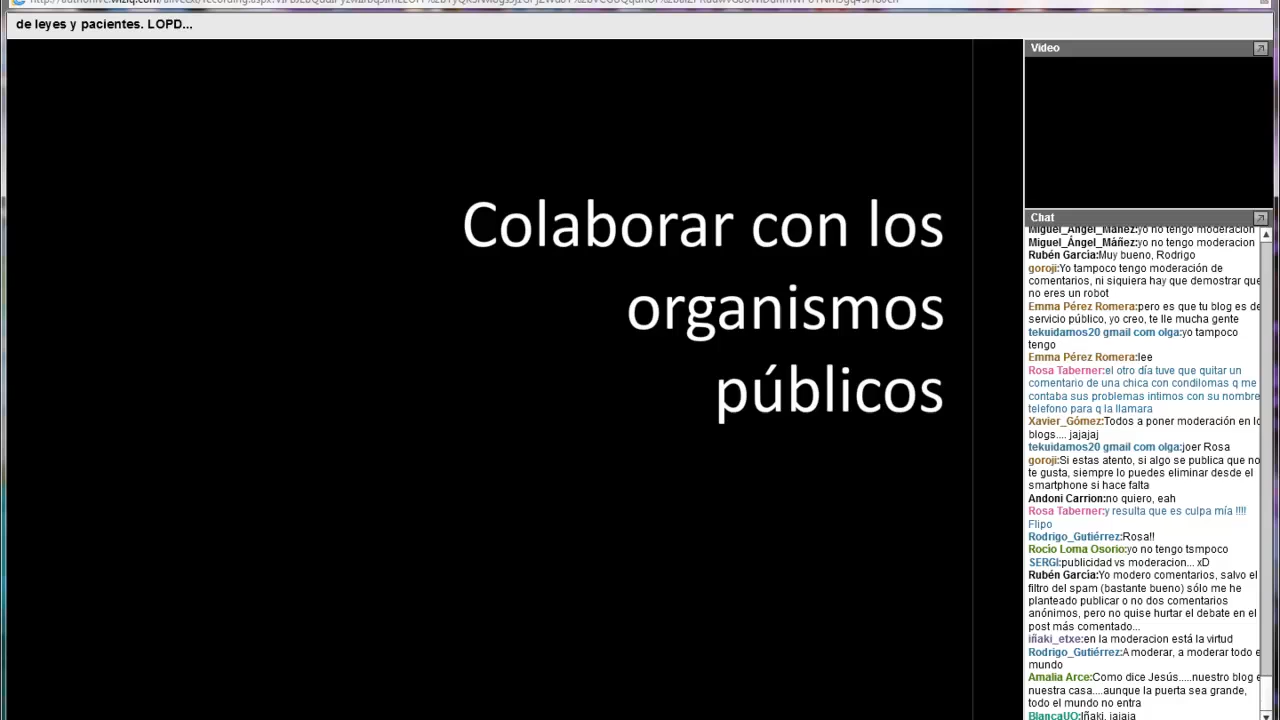 de leyes y pacientes. LOPD...
Colaborar con los
organismos
públicos
Video
Chat
Miguel_Ángel_Máñez:yo no tengo moderacion
Miguel_Ángel_Máñez:yo no tengo moderacion
Rubén García:Muy bueno, Rodrigo
goroji:Yo tampoco tengo moderación de
comentarios, ni siquiera hay que demostrar que
no eres un robot
Emma Pérez Romera:pero es que tu blog es de
servicio público, yo creo, te lle mucha gente
tekuidamos20 gmail com olga:yo tampoco
tengo
Emma Pérez Romera:lee
Rosa Taberner:el otro día tuve que quitar un
comentario de una chica con condilomas q me
contaba sus problemas intimos con su nombre
telefono para q la llamara
Xavier_Gómez:Todos a poner moderación en lo
blogs.... jajajaj
tekuidamos20 gmail com olga:joer Rosa
goroji:Si estas atento, si algo se publica que no
te gusta, siempre lo puedes eliminar desde el
smartphone si hace falta
Andoni Carrion:no quiero, eah
Rosa Taberner:y resulta que es culpa mía !!!!
Flipo
Rodrigo_Gutiérrez:Rosa!!
Rocío Loma Osorio:yo no tengo tsmpoco
SERGI:publicidad vs moderacion... xD
Rubén García:Yo modero comentarios, salvo el
filtro del spam (bastante bueno) sólo me he
planteado publicar o no dos comentarios
anónimos, pero no quise hurtar el debate en el
post más comentado...
iñaki_etxe:en la moderacion está la virtud
Rodrigo_Gutiérrez:A moderar, a moderar todo e
mundo
Amalia Arce:Como dice Jesús.....nuestro blog e
nuestra casa....aunque la puerta sea grande,
todo el mundo no entra
BlancaUO:Iñaki, jajaja